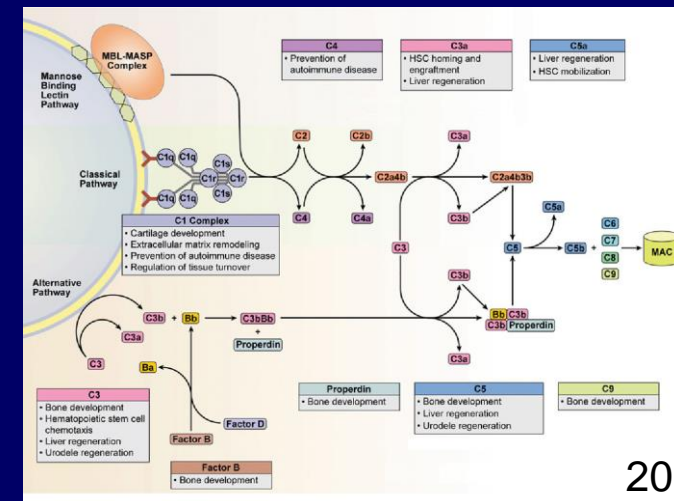 MBL-MASP
Complex
Mannose
Binding
Lectin
Pathway
C4
• Prevention of
autoimmune disease
C3a
• HSC homing and
engraftment
• Liver regeneration
C5a
• Liver regeneration
• HSC mobilization
Classical
Pathway
C1q
C1q
C1s
C1r
C1r
C1q
C1q
C1s
C2
C2b
C4
C4a
C2a4b
C3a
C3b
C2a4b3b
C3
C5
C5a
C5b
+
C6
C7
C8
C9
MAC
C1 Complex
• Cartilage development
• Extracellular matrix remodeling
• Prevention of autoimmune disease
• Regulation of tissue turnover
Alternative
Pathway
C3
C3b
C3a
+
Bb
C3bBb
+
Properdin
C3b
C3a
Bb C3b
C3b Properdin
Ba
Factor D
Factor B
C3
• Bone development
• Hematopoietic stem cell
chemotaxis
• Liver regeneration
• Urodele regeneration
Factor B
• Bone development
Properdin
• Bone development
C5
• Bone development
• Liver regeneration
• Urodele regeneration
C9
• Bone development
20